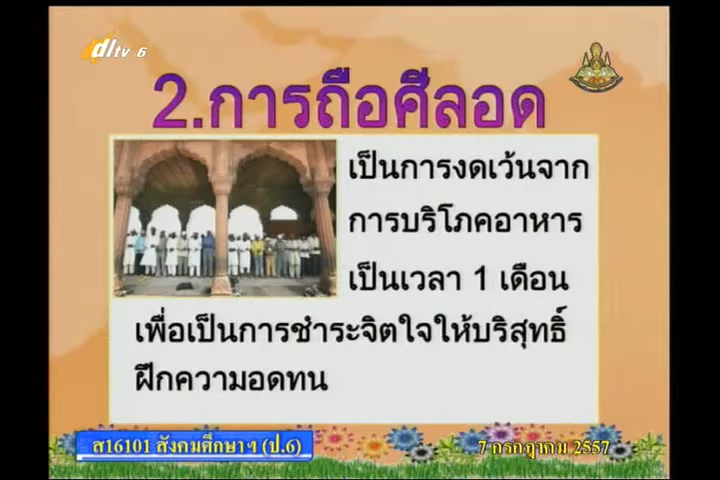 dltv 6
2.การถือศีลอด
เป็นการงดเว้นจาก
การบริโภคอาหาร
เป็นเวลา 1 เดือน
เพื่อเป็นการชำระจิตใจให้บริสุทธิ์
ฝึกความอดทน
ส16101 สังคมศึกษาฯ (ป.6)
7 กรกฎาคม 2557